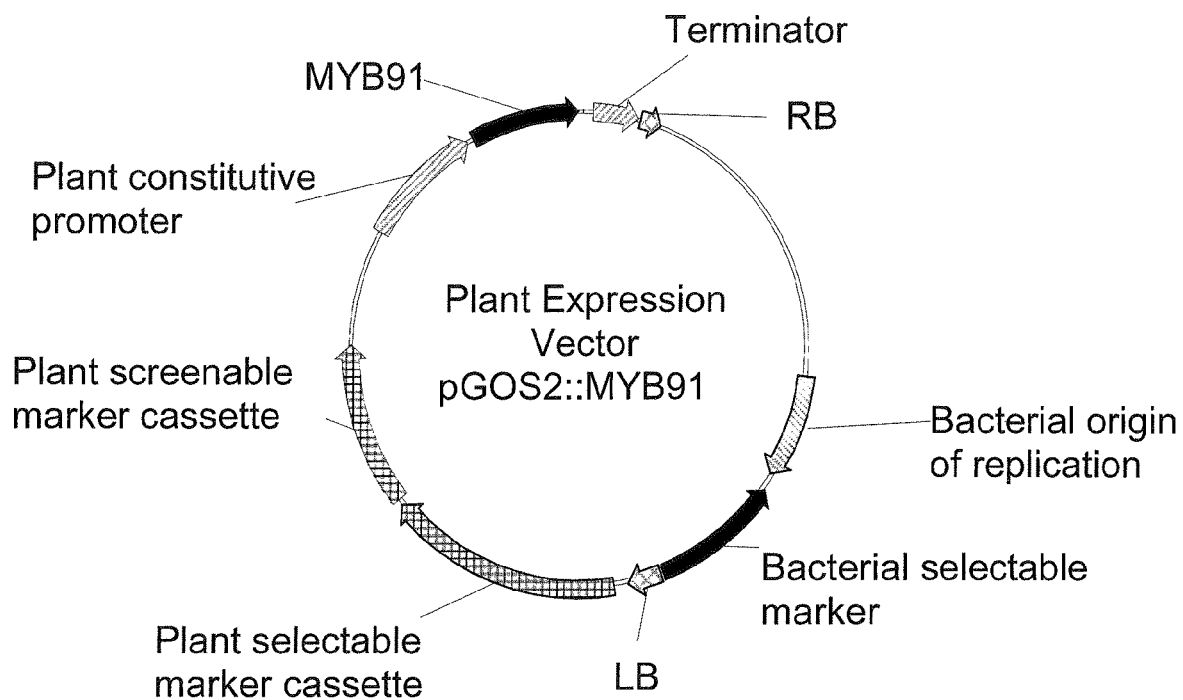 Terminator
MYB91
RB
Plant constitutive
promoter
Plant Expression
Vector
pGOS2::MYB91
Plant screenable
marker cassette
Bacterial origin
of replication
Bacterial selectable
marker
Plant selectable
marker cassette
LB